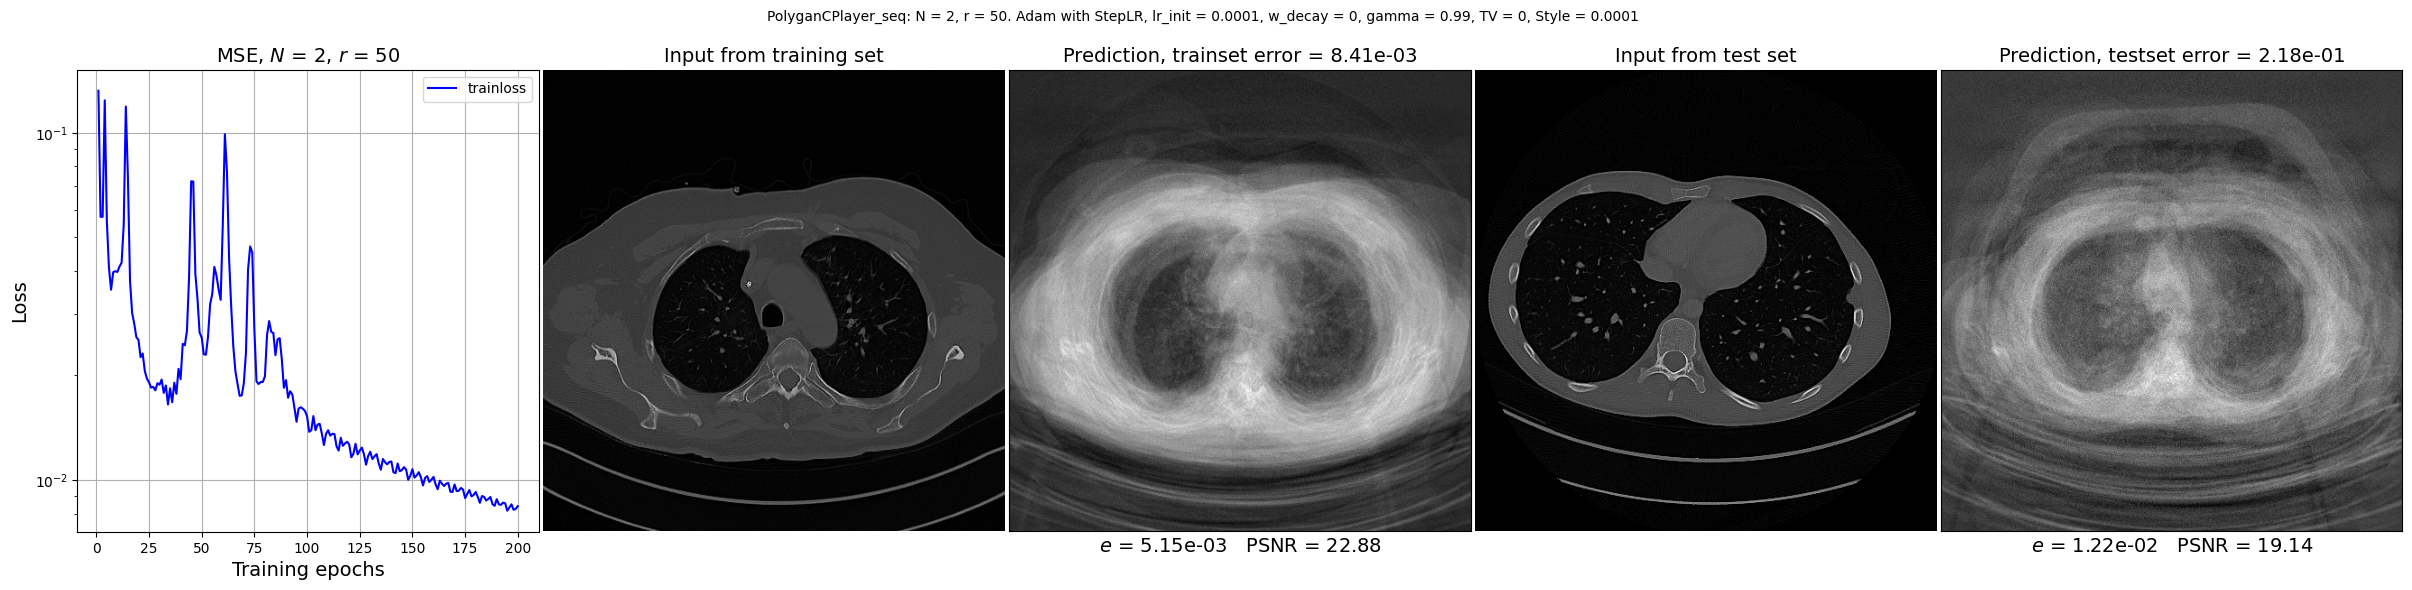 PolyganCPlayer_seq: N = 2, r = 50. Adam with StepLR, lr_init = 0.0001, w_decay = 0, gamma = 0.99, TV = 0, Style = 0.0001
MSE, N = 2, r = 50
Input from training set
Prediction, trainset error = 8.41e-03
Input from test set
Prediction, testset error = 2.18e-01
trainloss
10⁻¹
10⁻²
Loss
0 25 50 75 100 125 150 175 200
Training epochs
e = 5.15e-03 PSNR = 22.88
e = 1.22e-02 PSNR = 19.14